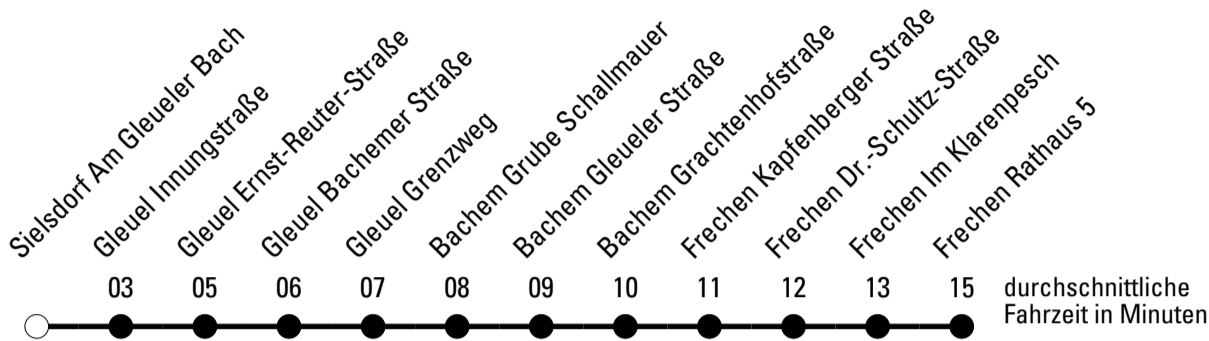 Sielsdorf Am Gleueler Bach
Gleuel Innungstraße
Gleuel Ernst-Reuter-Straße
Gleuel Bachemer Straße
Gleuel Grenzweg
Bachem Grube Schallmauer
Bachem Gleueler Straße
Bachem Grachtenhofstraße
Frechen Kapfenberger Straße
Frechen Dr.-Schultz-Straße
Frechen Im Klarenpesch
Frechen Rathaus 5
03 05 06 07 08 09 10 11 12 13 15
durchschnittliche
Fahrzeit in Minuten